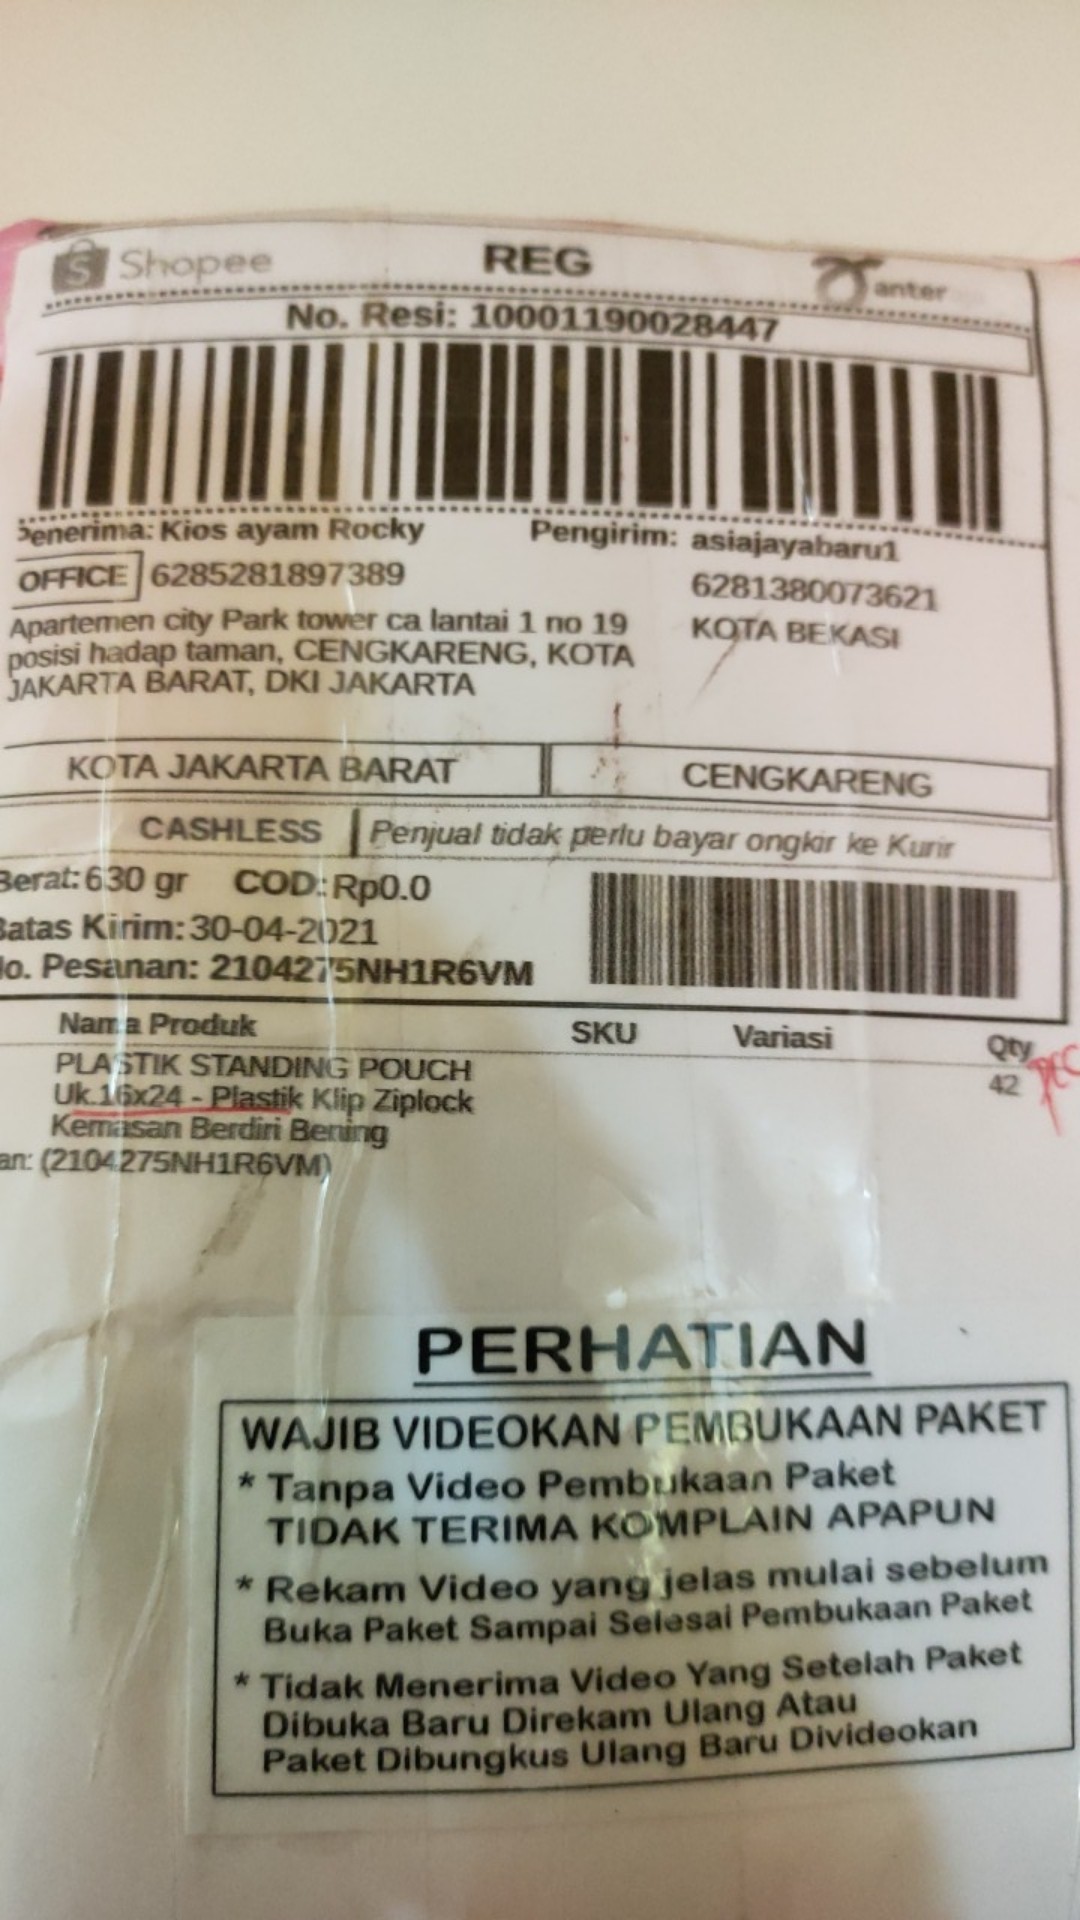 Shopee REG anter
No. Resi: 10001190028447
Penerima: Kios ayam Rocky
OFFICE 6285281897389
Apartemen city Park tower ca lantai 1 no 19
posisi hadap taman, CENGKARENG, KOTA
JAKARTA BARAT, DKI JAKARTA
Pengirim: asiajayabaru1
6281380073621
KOTA BEKASI
KOTA JAKARTA BARAT CENGKARENG
CASHLESS Penjual tidak perlu bayar ongkir ke Kurir
Berat: 630 gr COD: Rp0.0
Batas Kirim: 30-04-2021
No. Pesanan: 2104275NH1R6VM
Nama Produk SKU Variasi Qty
PLASTIK STANDING POUCH 42
Uk.16x24 - Plastik Klip Ziplock
Kemasan Berdiri Bening
an: (2104275NH1R6VM)
PERHATIAN
WAJIB VIDEOKAN PEMBUKAAN PAKET
* Tanpa Video Pembukaan Paket
TIDAK TERIMA KOMPLAIN APAPUN
* Rekam Video yang jelas mulai sebelum
Buka Paket Sampai Selesai Pembukaan Paket
* Tidak Menerima Video Yang Setelah Paket
Dibuka Baru Direkam Ulang Atau
Paket Dibungkus Ulang Baru Divideokan